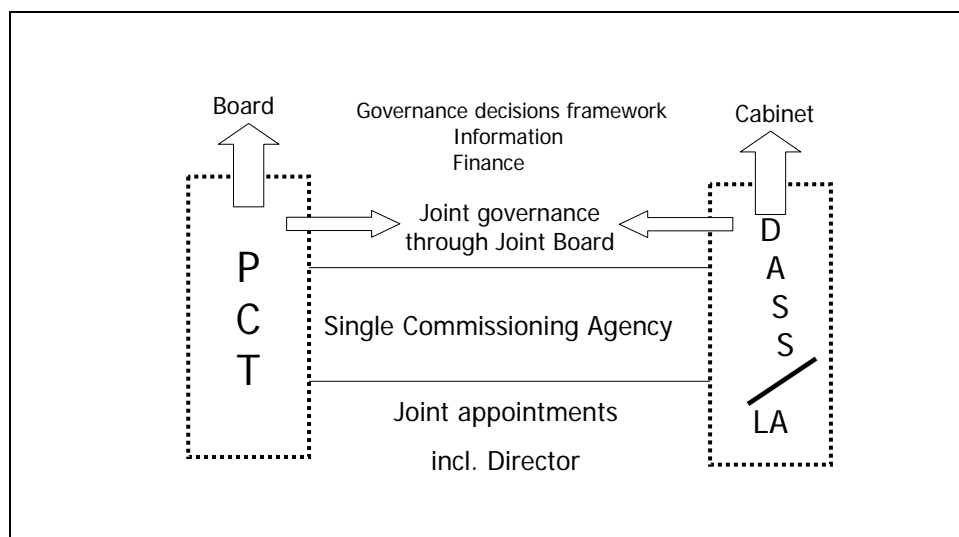 Board
Governance decisions framework
Information
Finance
Cabinet
Joint governance
through Joint Board
P
C
T
Single Commissioning Agency
Joint appointments
incl. Director
D
A
S
S
/
LA